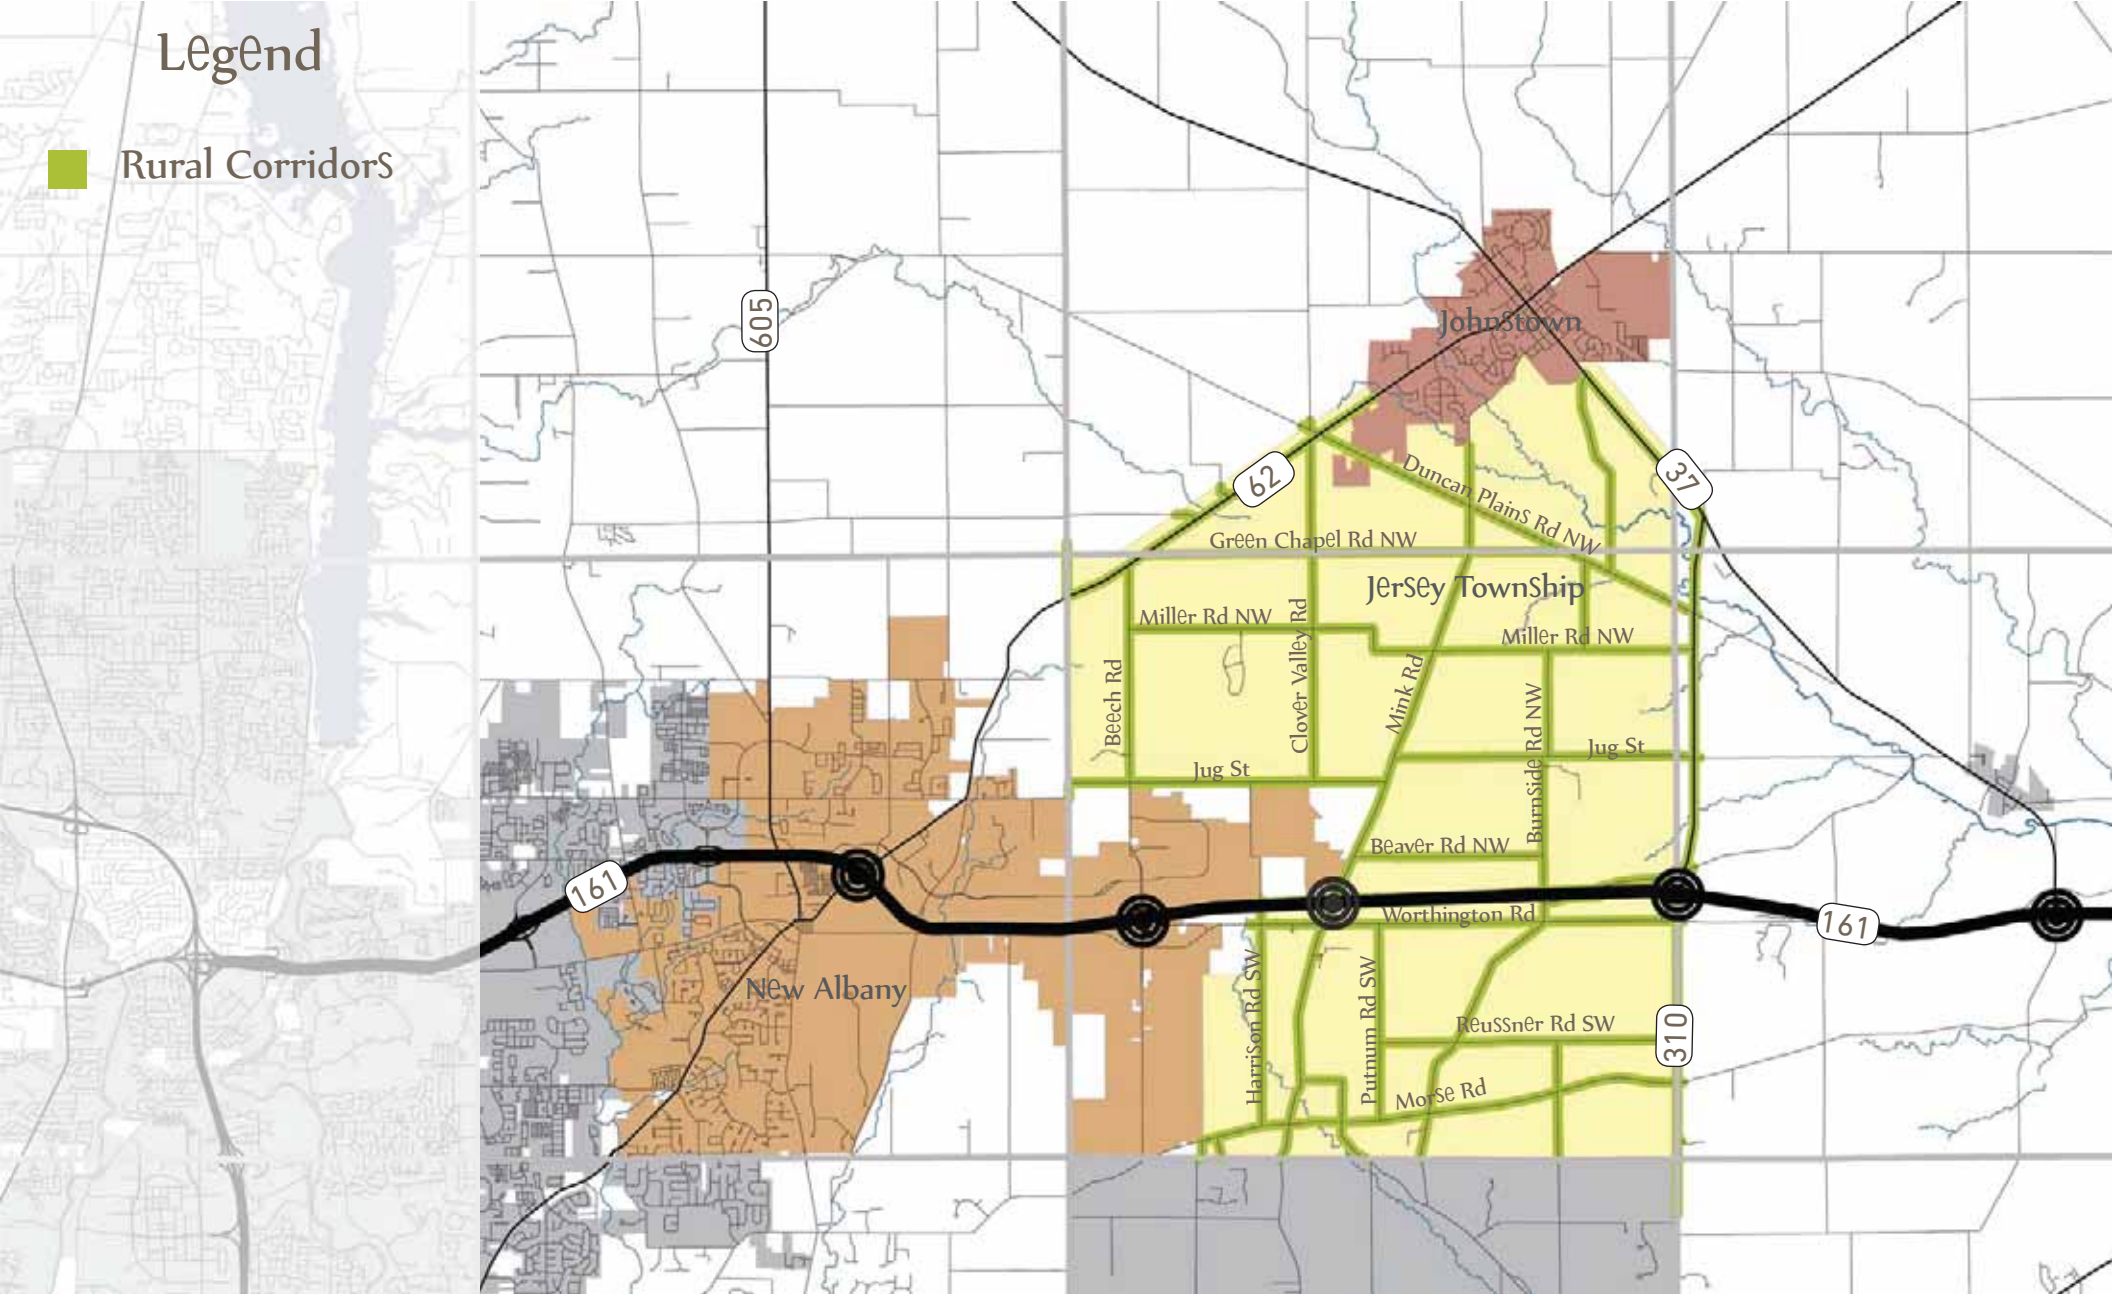 Legend
Rural Corridors
605
Johnstown
62
37
Duncan Plains Rd NW
Green Chapel Rd NW
Jersey Township
Miller Rd NW
Miller Rd NW
Beech Rd
Clover Valley Rd
Mink Rd
Burnside Rd NW
Jug St
Jug St
Beaver Rd NW
161
Worthington Rd
161
New Albany
Harrison Rd SW
Putnum Rd SW
Reussner Rd SW
310
Morse Rd